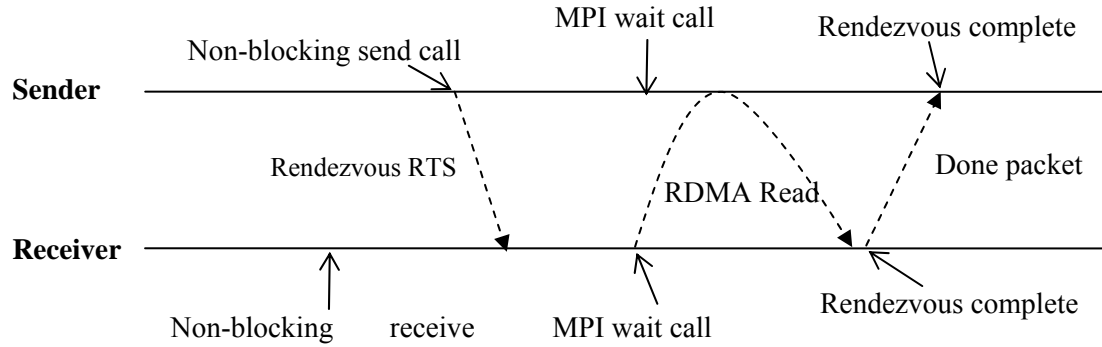 MPI wait call
Rendezvous complete
Non-blocking send call
Sender
Rendezvous RTS
RDMA Read
Done packet
Receiver
Rendezvous complete
Non-blocking receive
MPI wait call